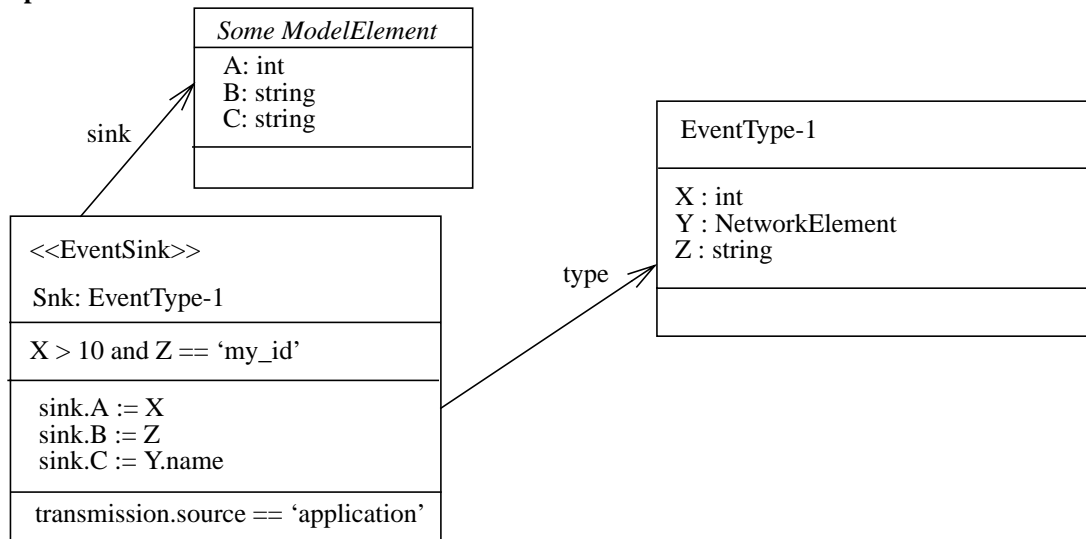 Some ModelElement
A: int
B: string
C: string
sink
EventType-1
X : int
Y : NetworkElement
Z : string
type
<<EventSink>>
Snk: EventType-1
X > 10 and Z == ‘my_id’
sink.A := X
sink.B := Z
sink.C := Y.name
transmission.source == ‘application’